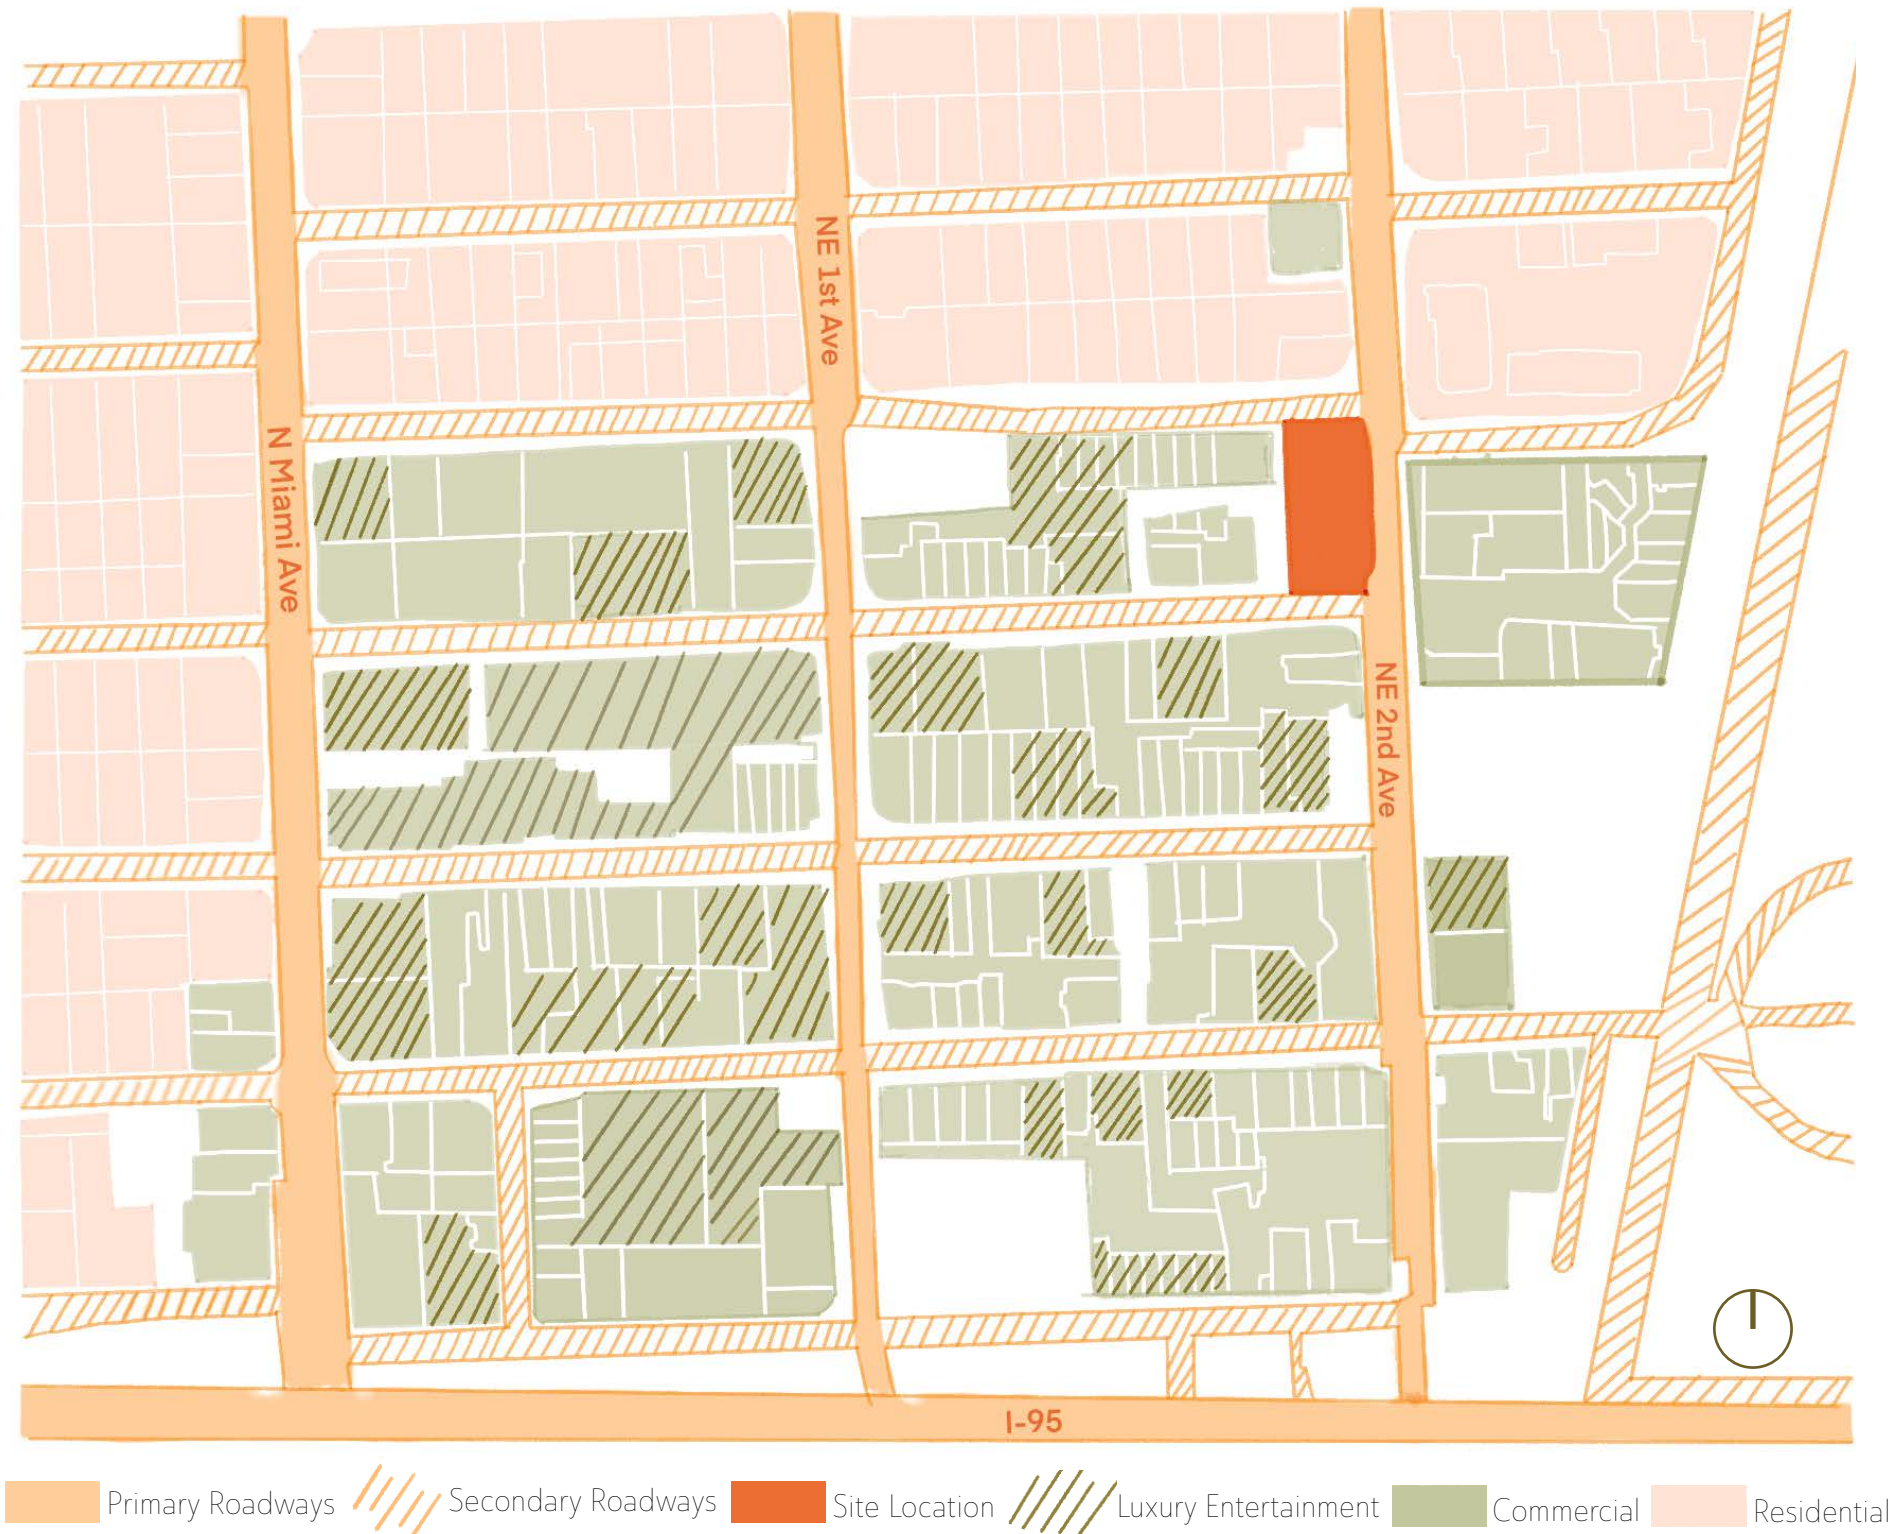 NE 1st Ave
N Miami Ave
NE 2nd Ave
I-95
Primary Roadways
Secondary Roadways
Site Location
Luxury Entertainment
Commercial
Residential